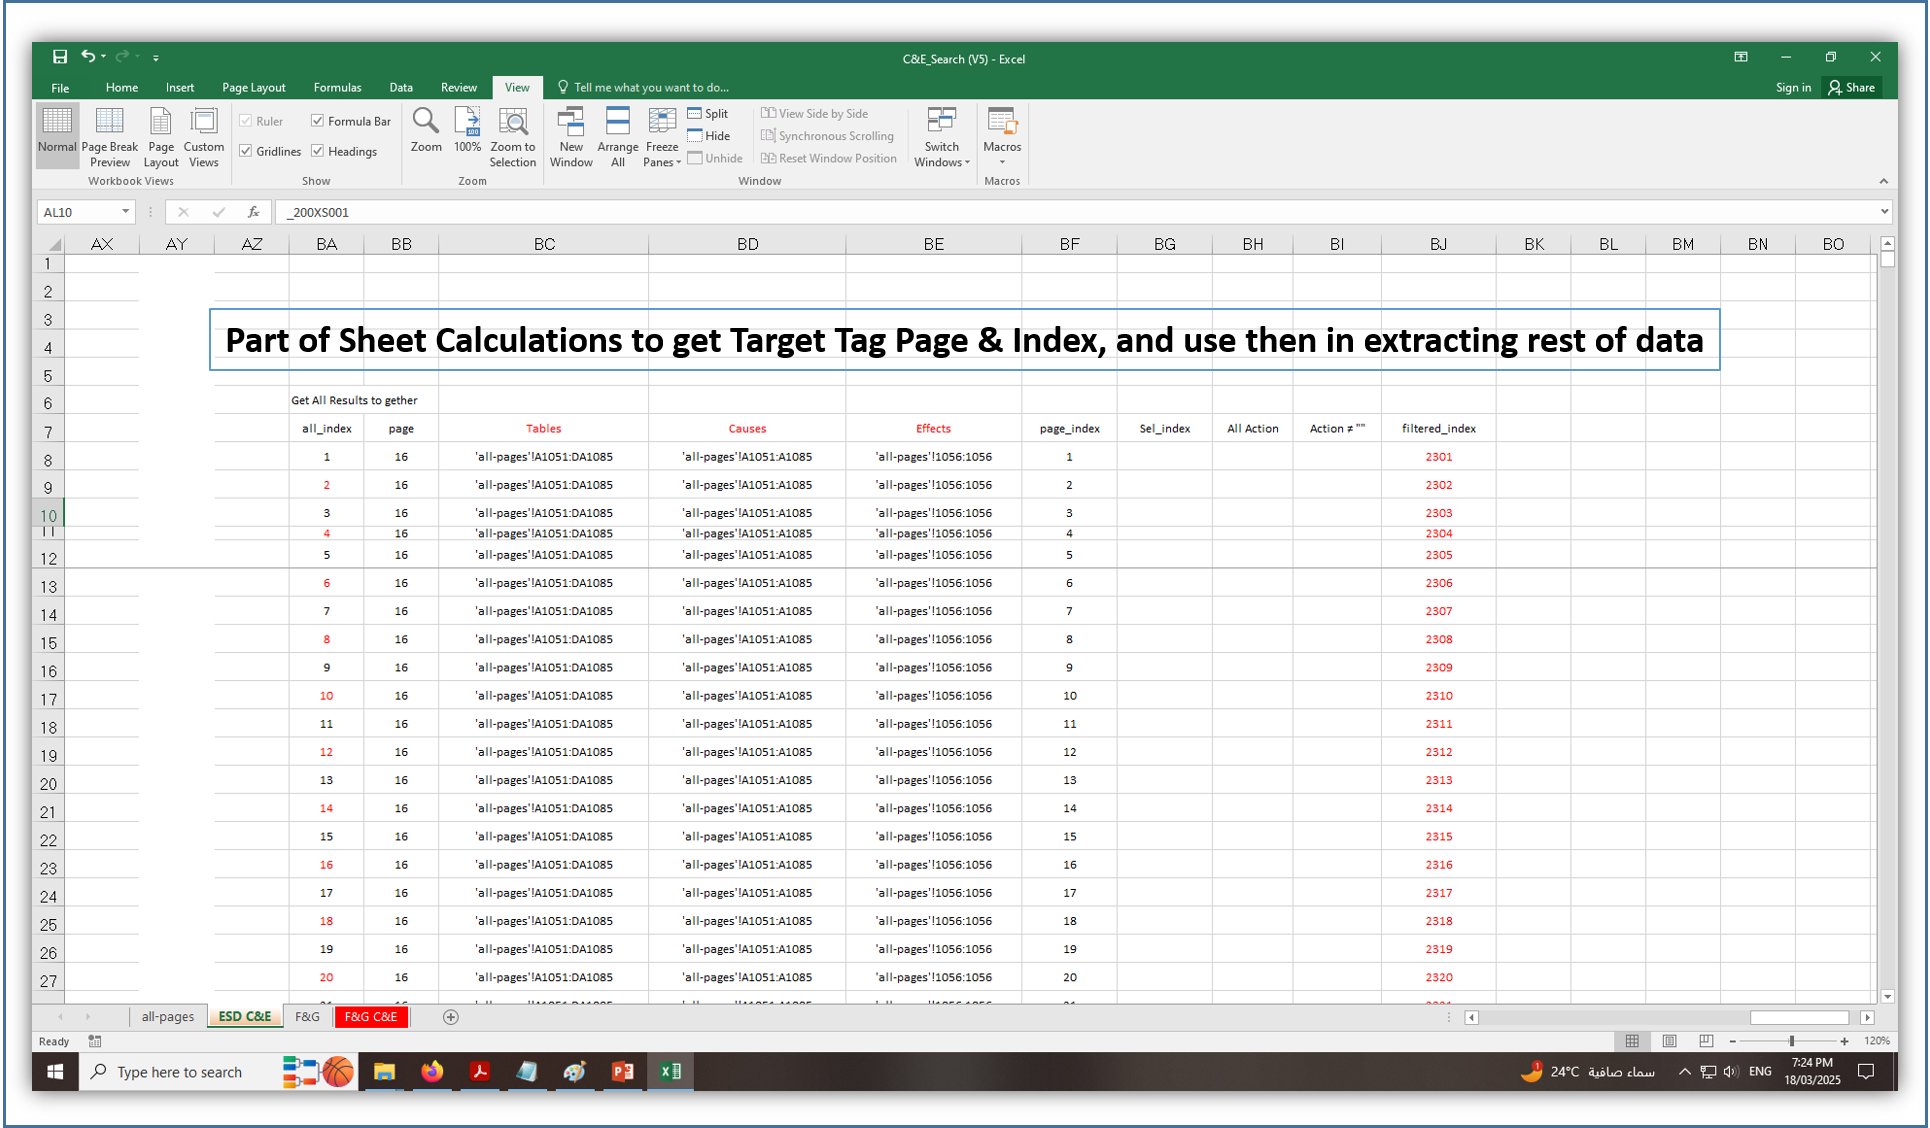 C&E_Search (V5) - Excel
File Home Insert Page Layout Formulas Data Review View Tell me what you want to do... Sign in Share
Normal Page Break Preview Page Layout Custom Views
Workbook Views
Ruler Formula Bar
Gridlines Headings
Show
Zoom 100% Zoom to Selection
Zoom
New Window Arrange All Freeze Panes
Split View Side by Side
Hide Synchronous Scrolling
Unhide Reset Window Position
Switch Windows
Window
Macros
Macros
AL10 fx _200XS001
AX AY AZ BA BB BC BD BE BF BG BH BI BJ BK BL BM BN BO
1
2
3
Part of Sheet Calculations to get Target Tag Page & Index, and use then in extracting rest of data
4
5
6 Get All Results to gether
7 all_index page Tables Causes Effects page_index Sel_index All Action Action ≠ "" filtered_index
8 1 16 'all-pages'!A1051:DA1085 'all-pages'!A1051:A1085 'all-pages'!1056:1056 1 2301
9 2 16 'all-pages'!A1051:DA1085 'all-pages'!A1051:A1085 'all-pages'!1056:1056 2 2302
10 3 16 'all-pages'!A1051:DA1085 'all-pages'!A1051:A1085 'all-pages'!1056:1056 3 2303
11 4 16 'all-pages'!A1051:DA1085 'all-pages'!A1051:A1085 'all-pages'!1056:1056 4 2304
12 5 16 'all-pages'!A1051:DA1085 'all-pages'!A1051:A1085 'all-pages'!1056:1056 5 2305
13 6 16 'all-pages'!A1051:DA1085 'all-pages'!A1051:A1085 'all-pages'!1056:1056 6 2306
14 7 16 'all-pages'!A1051:DA1085 'all-pages'!A1051:A1085 'all-pages'!1056:1056 7 2307
15 8 16 'all-pages'!A1051:DA1085 'all-pages'!A1051:A1085 'all-pages'!1056:1056 8 2308
16 9 16 'all-pages'!A1051:DA1085 'all-pages'!A1051:A1085 'all-pages'!1056:1056 9 2309
17 10 16 'all-pages'!A1051:DA1085 'all-pages'!A1051:A1085 'all-pages'!1056:1056 10 2310
18 11 16 'all-pages'!A1051:DA1085 'all-pages'!A1051:A1085 'all-pages'!1056:1056 11 2311
19 12 16 'all-pages'!A1051:DA1085 'all-pages'!A1051:A1085 'all-pages'!1056:1056 12 2312
20 13 16 'all-pages'!A1051:DA1085 'all-pages'!A1051:A1085 'all-pages'!1056:1056 13 2313
21 14 16 'all-pages'!A1051:DA1085 'all-pages'!A1051:A1085 'all-pages'!1056:1056 14 2314
22 15 16 'all-pages'!A1051:DA1085 'all-pages'!A1051:A1085 'all-pages'!1056:1056 15 2315
23 16 16 'all-pages'!A1051:DA1085 'all-pages'!A1051:A1085 'all-pages'!1056:1056 16 2316
24 17 16 'all-pages'!A1051:DA1085 'all-pages'!A1051:A1085 'all-pages'!1056:1056 17 2317
25 18 16 'all-pages'!A1051:DA1085 'all-pages'!A1051:A1085 'all-pages'!1056:1056 18 2318
26 19 16 'all-pages'!A1051:DA1085 'all-pages'!A1051:A1085 'all-pages'!1056:1056 19 2319
27 20 16 'all-pages'!A1051:DA1085 'all-pages'!A1051:A1085 'all-pages'!1056:1056 20 2320
all-pages ESD C&E F&G F&G C&E
Ready 120%
Type here to search 24°C سماء صافية ENG 7:24 PM
18/03/2025